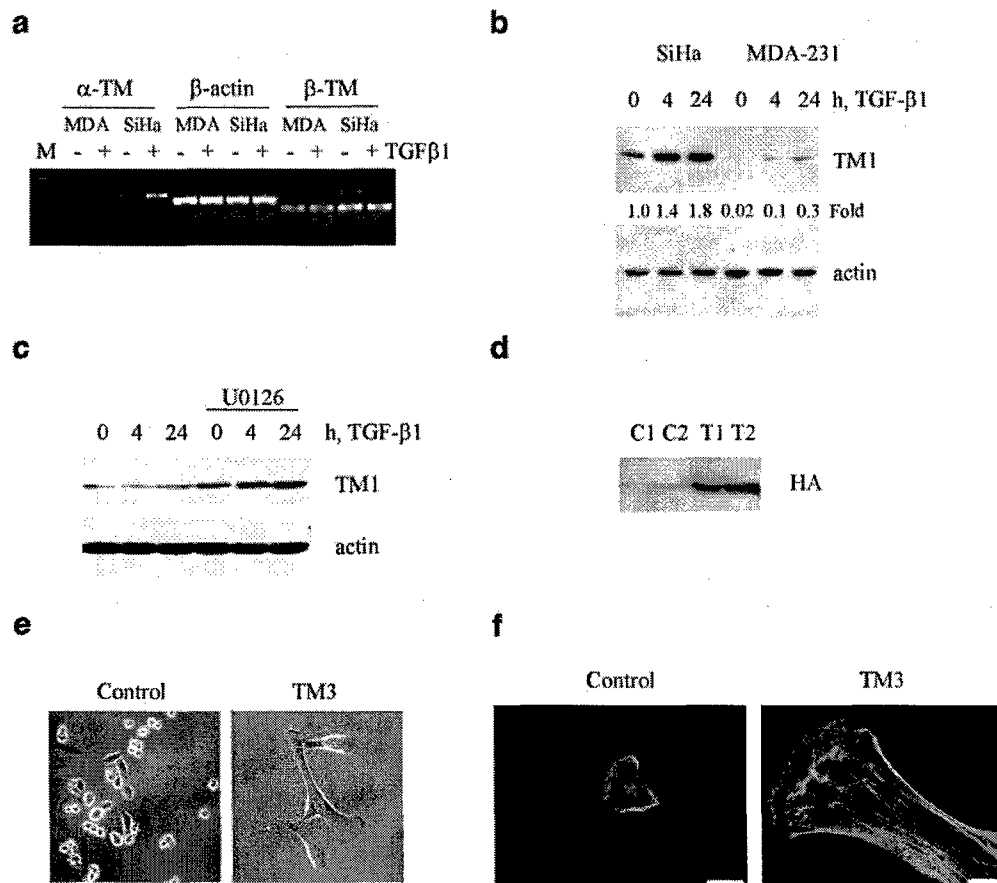 a
α-TM β-actin β-TM
MDA SiHa MDA SiHa MDA SiHa
M - + - + - + - + - + - + TGFβ1
b
SiHa MDA-231
0 4 24 0 4 24 h, TGF-β1
TM1
1.0 1.4 1.8 0.02 0.1 0.3 Fold
actin
c
U0126
0 4 24 0 4 24 h, TGF-β1
TM1
actin
d
C1 C2 T1 T2
HA
e
Control TM3
f
Control TM3